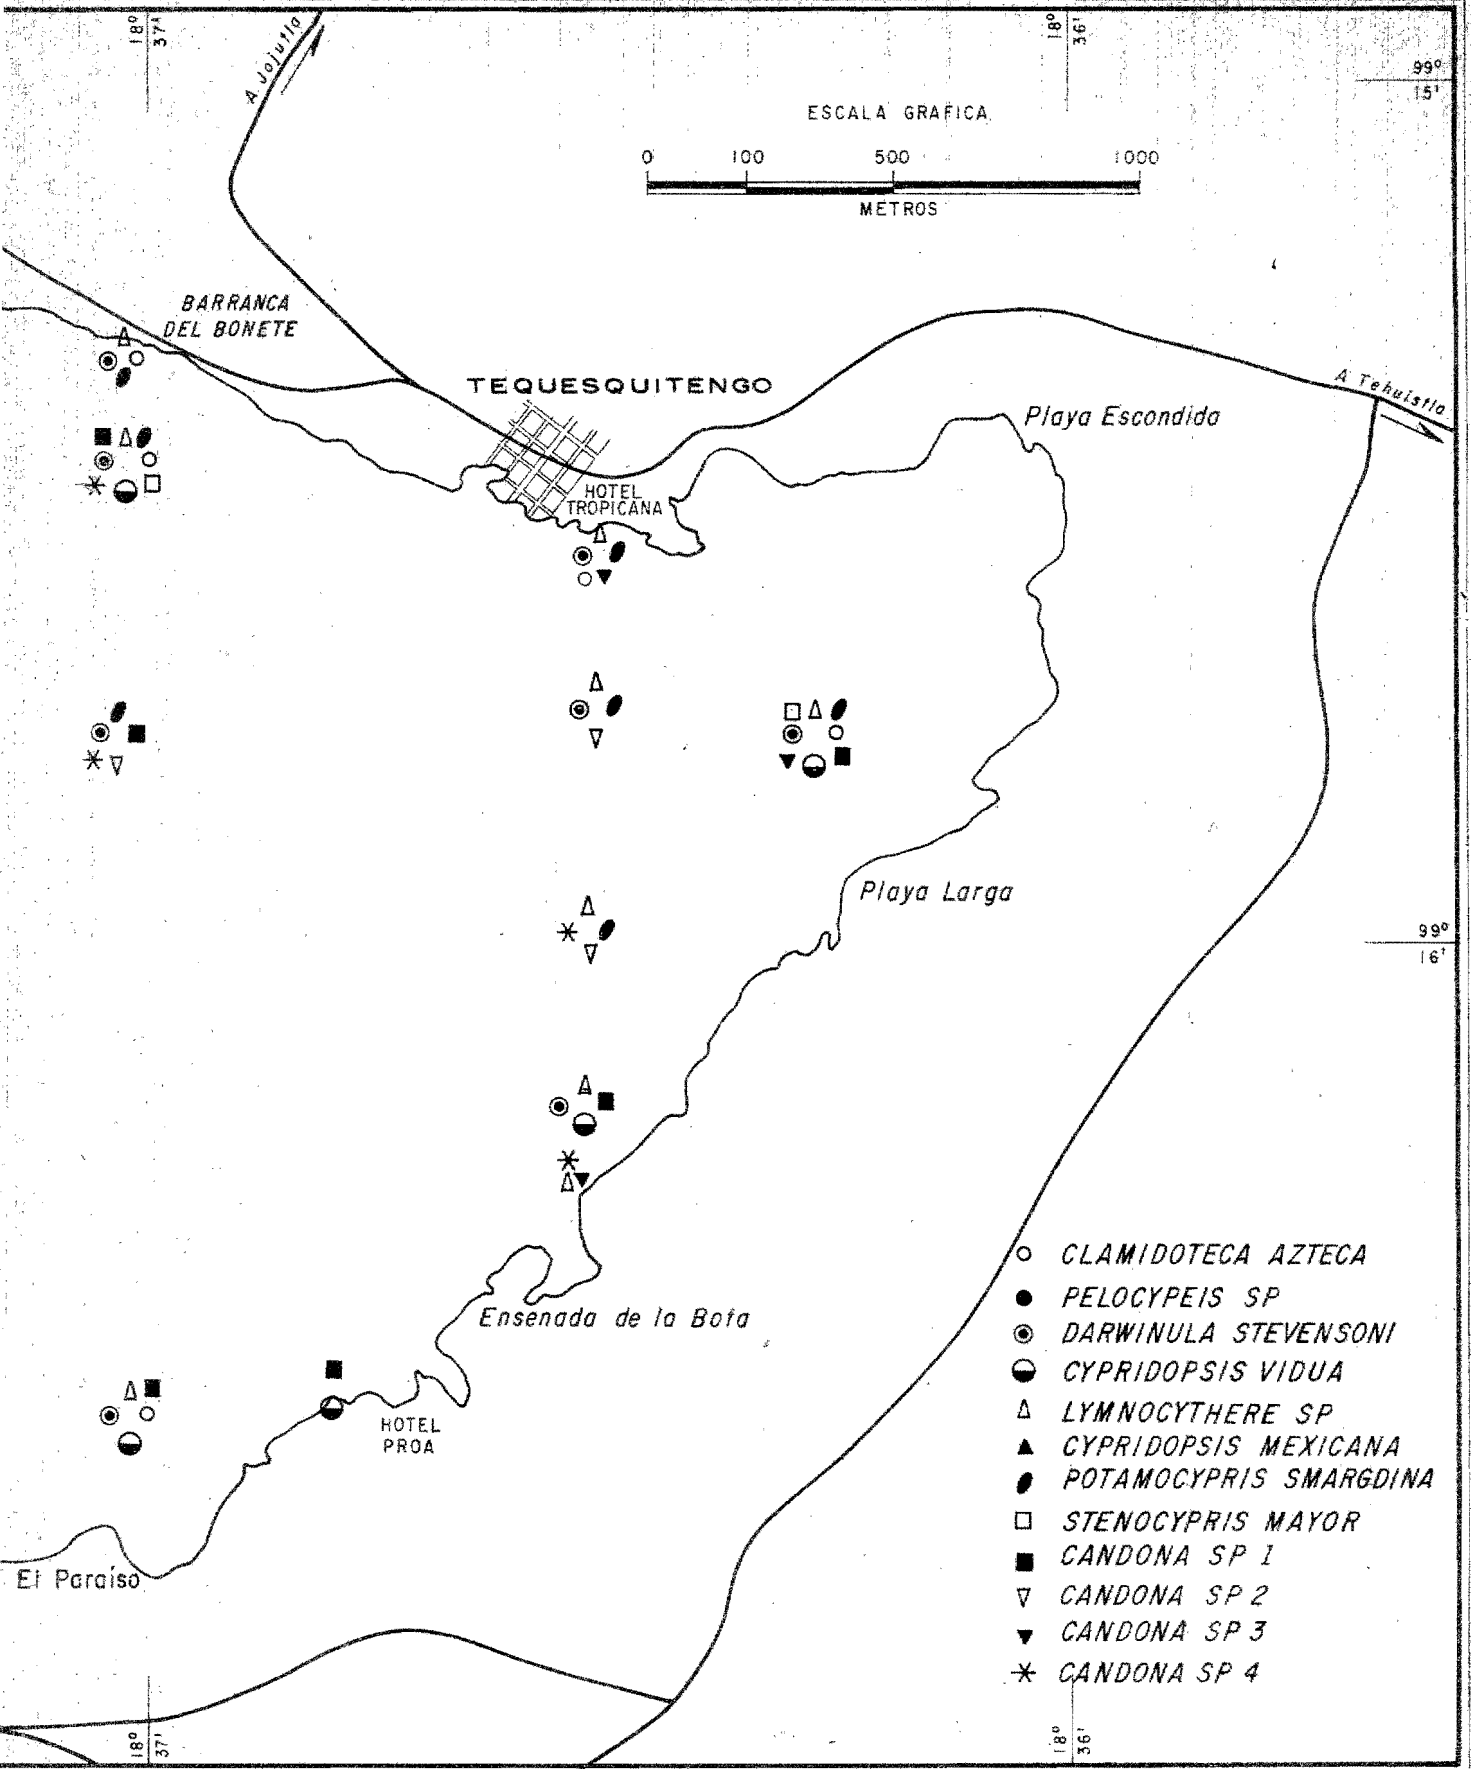 18°
37'
A Jojutla
18°
36'
99°
15'
ESCALA GRAFICA
0 100 500 1000
METROS
BARRANCA
DEL BONETE
TEQUESQUITENGO
A Tehuistla
Playa Escondida
HOTEL
TROPICANA
Playa Larga
99°
16'
CLAMIDOTECA AZTECA
PELOCYPEIS SP
DARWINULA STEVENSONI
CYPRIDOPSIS VIDUA
LYMNOCYTHERE SP
CYPRIDOPSIS MEXICANA
POTAMOCYPRIS SMARGDINA
STENOCYPRIS MAYOR
CANDONA SP 1
CANDONA SP 2
CANDONA SP 3
CANDONA SP 4
Ensenada de la Bota
HOTEL
PROA
El Paraíso
18°
37'
18°
36'